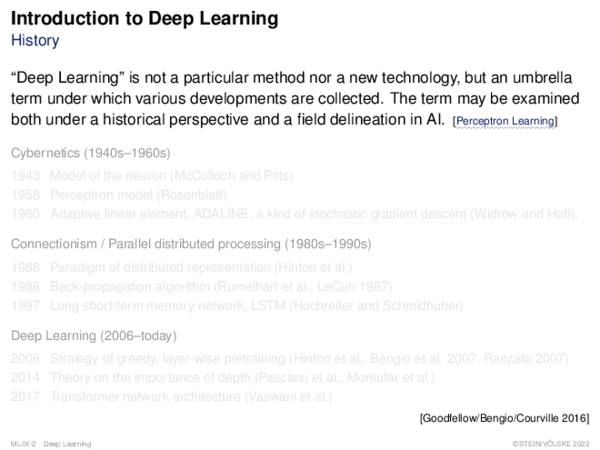 Introduction to Deep Learning
History
“Deep Learning” is not a particular method nor a new technology, but an umbrella
term under which various developments are collected. The term may be examined
both under a historical perspective and a field delineation in AI. [Perceptron Learning]
Cybernetics (1940s–1960s)
1943 Model of the neuron (McCulloch and Pitts)
1958 Perceptron model (Rosenblatt)
1960 Adaptive linear element, ADALINE, a kind of stochastic gradient descent (Widrow and Hoff).
Connectionism / Parallel distributed processing (1980s–1990s)
1986 Paradigm of distributed representation (Hinton et al.)
1986 Back-propagation algorithm (Rumelhart et al., LeCun 1987)
1997 Long short-term memory network, LSTM (Hochreiter and Schmidhuber)
Deep Learning (2006–today)
2006 Strategy of greedy, layer-wise pretraining (Hinton et al., Bengio et al. 2007, Ranzato 2007)
2014 Theory on the importance of depth (Pascanu et al., Montufar et al.)
2017 Transformer network architecture (Vaswani et al.)
[Goodfellow/Bengio/Courville 2016]
ML:IX-2 Deep Learning ©STEIN/VÖLSKE 2022